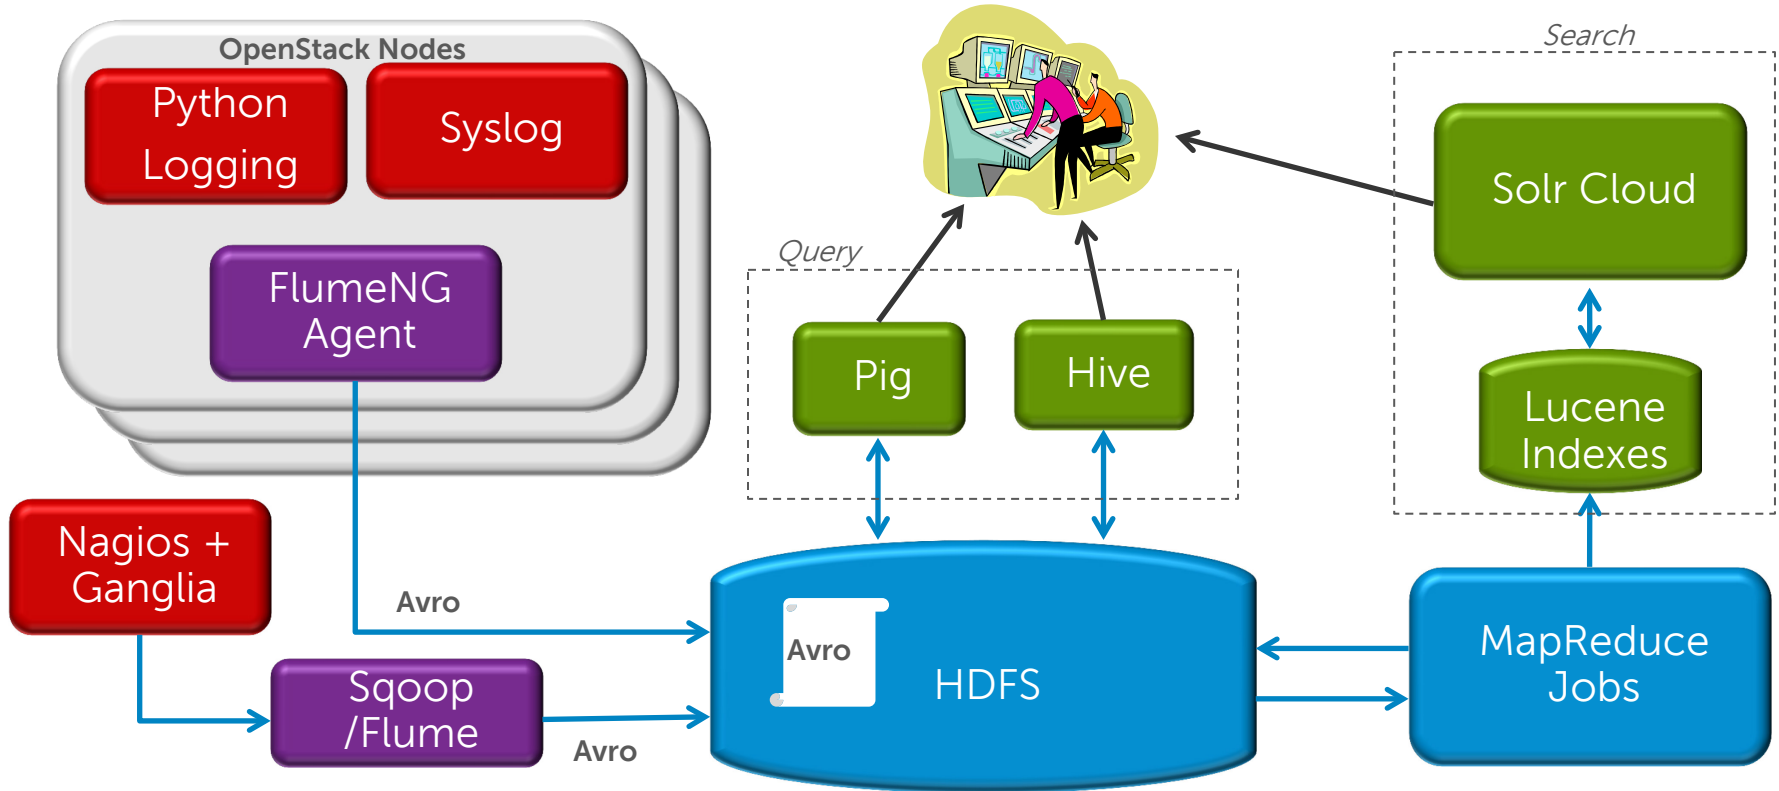 OpenStack Nodes
Python
Logging
Syslog
FlumeNG
Agent
Nagios +
Ganglia
Sqoop
/Flume
Avro
Avro
Query
Pig
Hive
Avro
HDFS
Search
Solr Cloud
Lucene
Indexes
MapReduce
Jobs